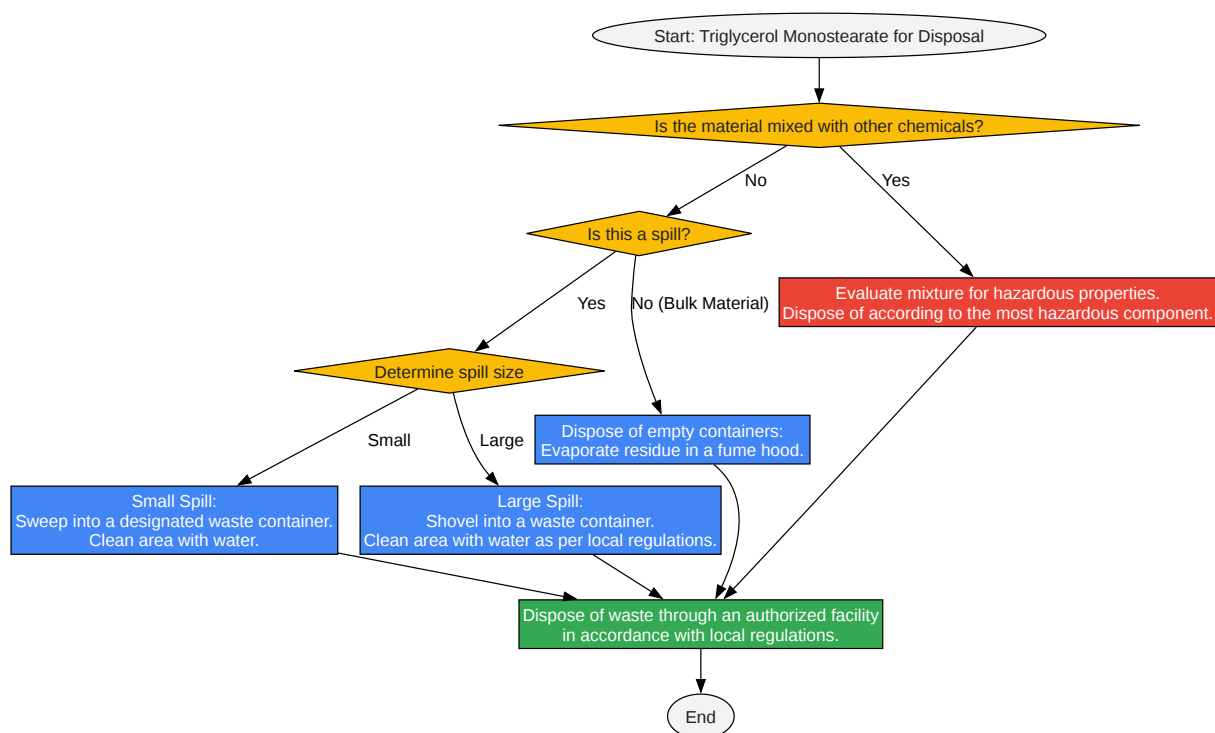 Start: Triglycerol Monostearate for Disposal
Is the material mixed with other chemicals?
No
Yes
Is this a spill?
Evaluate mixture for hazardous properties.
Dispose of according to the most hazardous component.
Yes
No (Bulk Material)
Determine spill size
Small
Large
Dispose of empty containers:
Evaporate residue in a fume hood.
Small Spill:
Sweep into a designated waste container.
Clean area with water.
Large Spill:
Shovel into a waste container.
Clean area with water as per local regulations.
Dispose of waste through an authorized facility
in accordance with local regulations.
End